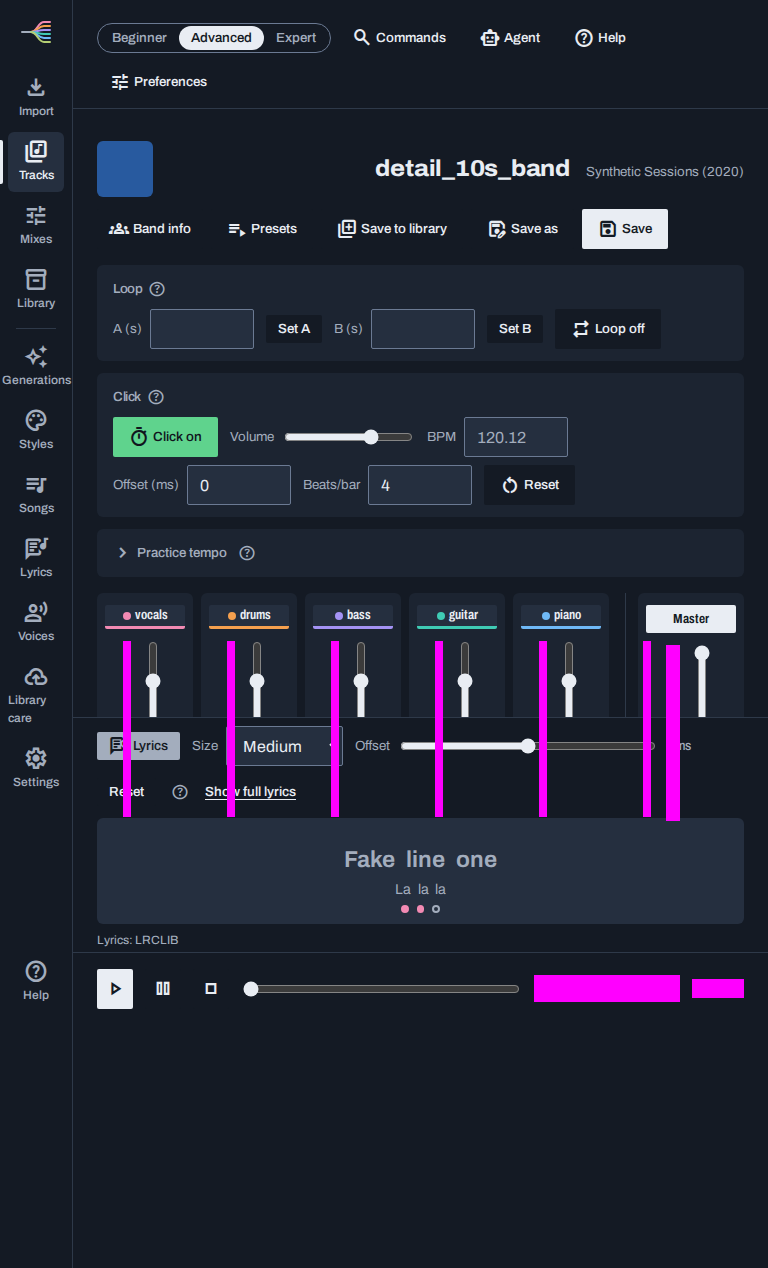 Beginner Advanced Expert Commands Agent Help
Preferences
Import
Tracks
Mixes
Library
Generations
Styles
Songs
Lyrics
Voices
Library care
Settings
Help
detail_10s_band Synthetic Sessions (2020)
Band info Presets Save to library Save as Save
Loop
A (s) Set A B (s) Set B Loop off
Click
Click on Volume BPM 120.12
Offset (ms) 0 Beats/bar 4 Reset
Practice tempo
vocals drums bass guitar piano Master
Lyrics Size Medium Offset
Show full lyrics
Fake line one
La la la
Lyrics: LRCLIB